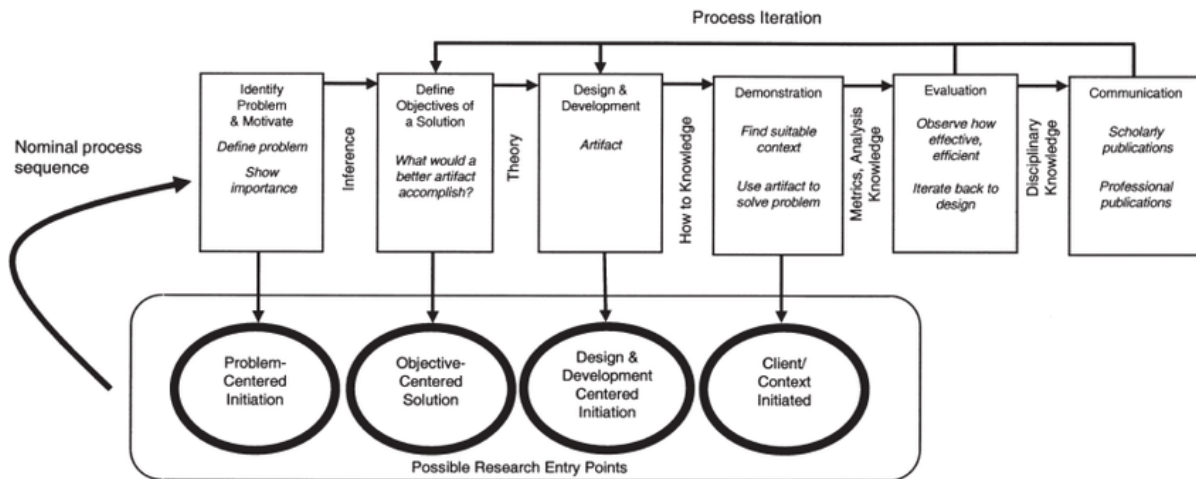 Process Iteration
Nominal process
sequence
Identify
Problem
& Motivate
Define problem
Show
importance
Inference
Define
Objectives of
a Solution
What would a
better artifact
accomplish?
Theory
Design &
Development
Artifact
How to Knowledge
Demonstration
Find suitable
context
Use artifact to
solve problem
Metrics, Analysis
Knowledge
Evaluation
Observe how
effective,
efficient
Iterate back to
design
Disciplinary
Knowledge
Communication
Scholarly
publications
Professional
publications
Problem-
Centered
Initiation
Objective-
Centered
Solution
Design &
Development
Centered
Initiation
Client/
Context
Initiated
Possible Research Entry Points